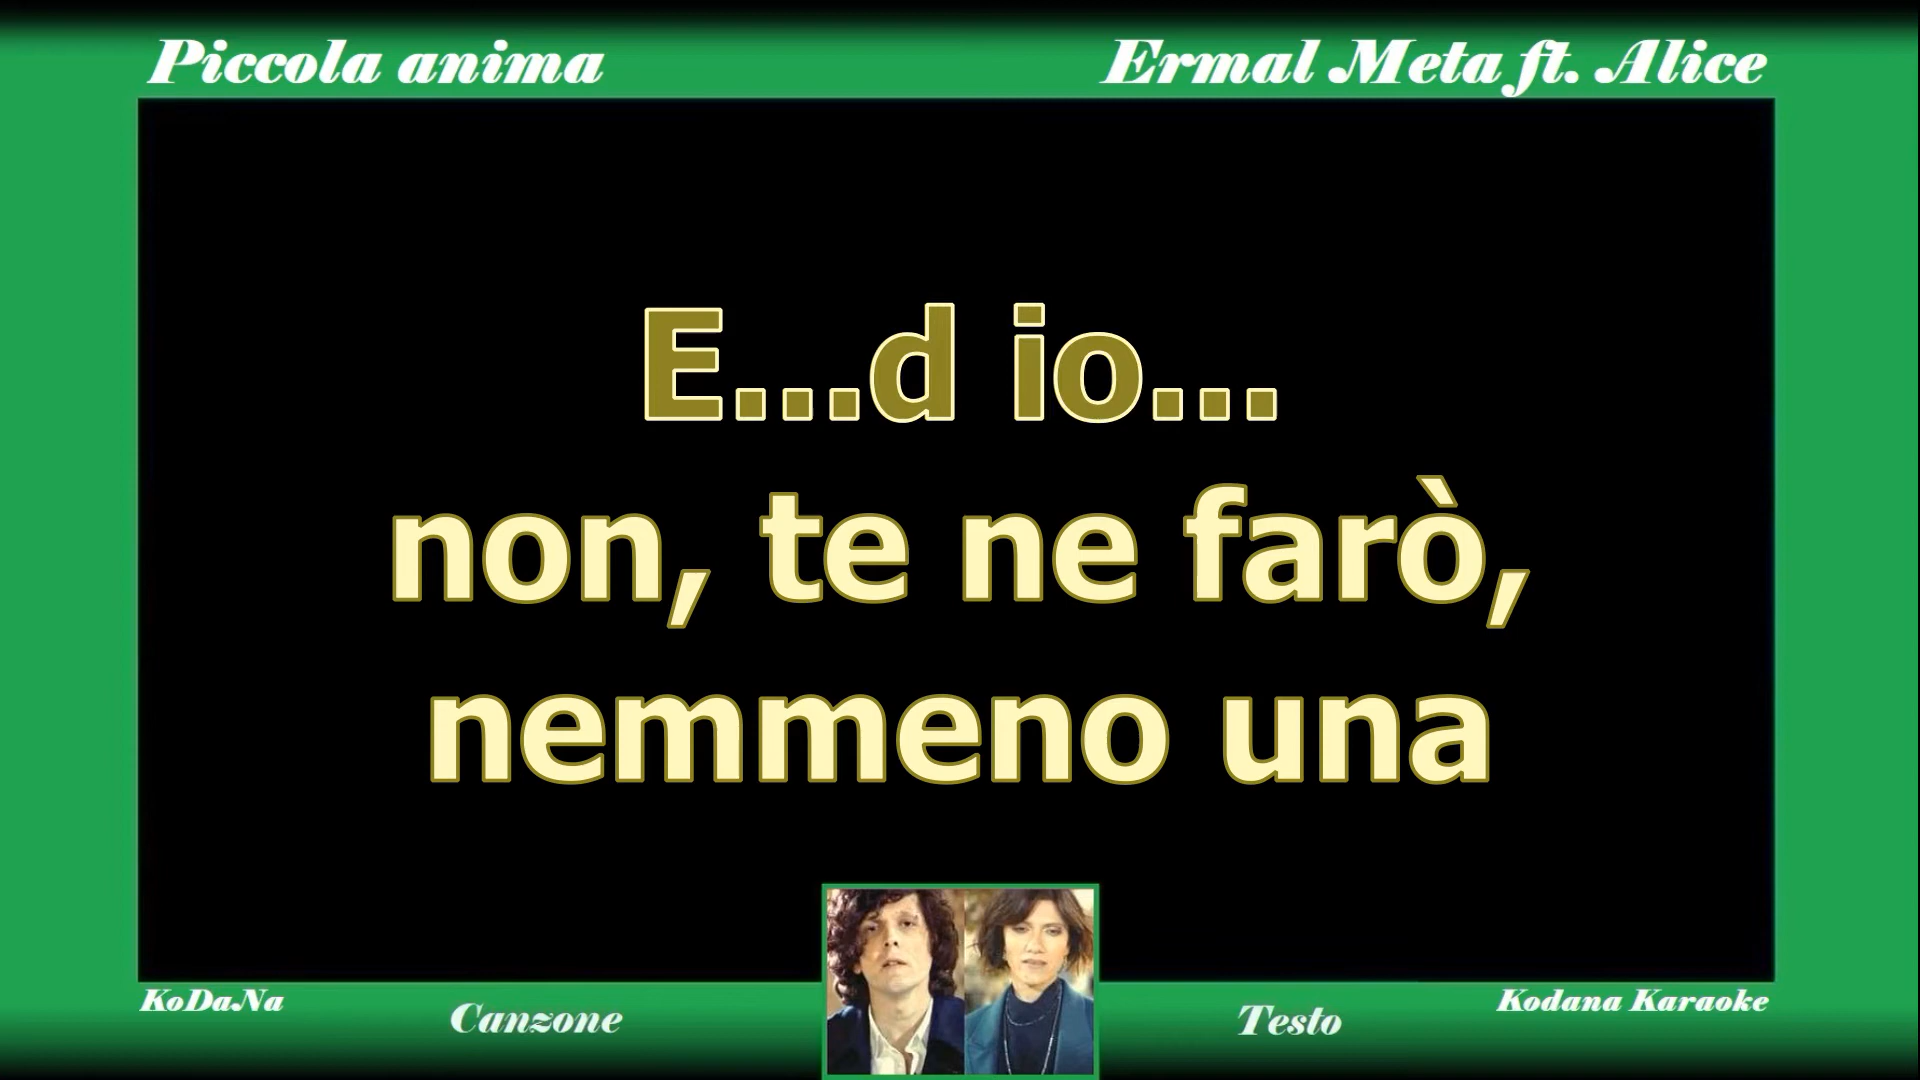 Piccola anima
Ermal Meta ft. Alice
E...d io...
non, te ne farò,
nemmeno una
KoDaNa
Canzone
Testo
Kodana Karaoke